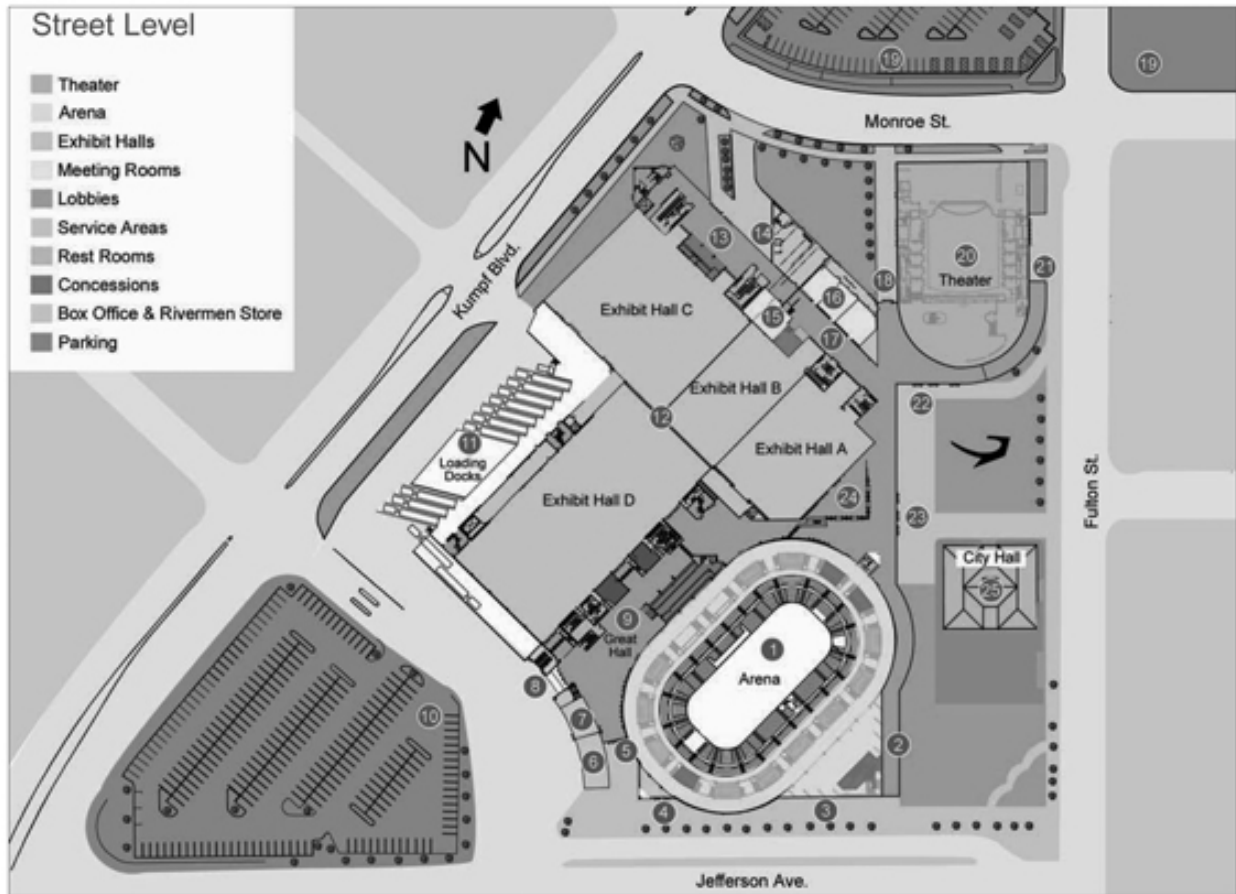 Street Level
Theater
Arena
Exhibit Halls
Meeting Rooms
Lobbies
Service Areas
Rest Rooms
Concessions
Box Office & Rivermen Store
Parking
N
Kumpf Blvd.
Monroe St.
19
19
13
14
18
20
Theater
21
16
15
17
Exhibit Hall C
Exhibit Hall B
12
22
11
Loading
Docks
Exhibit Hall A
Exhibit Hall D
24
23
Fulton St.
City Hall
25
9
Great
Hall
1
Arena
8
10
7
5
6
2
4
3
Jefferson Ave.